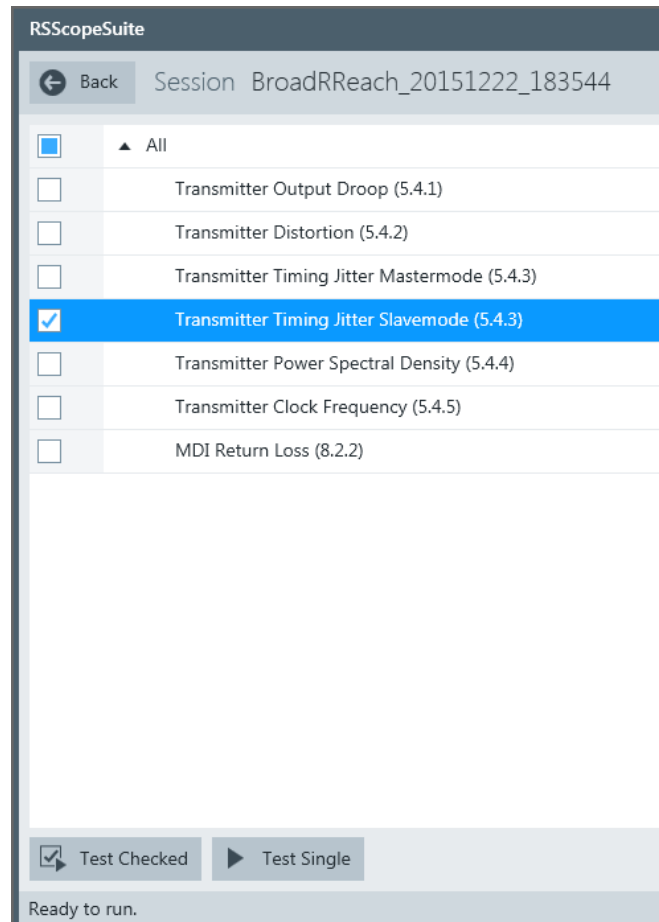 RSScopeSuite
Back Session BroadRReach_20151222_183544
All
Transmitter Output Droop (5.4.1)
Transmitter Distortion (5.4.2)
Transmitter Timing Jitter Mastermode (5.4.3)
Transmitter Timing Jitter Slavemode (5.4.3)
Transmitter Power Spectral Density (5.4.4)
Transmitter Clock Frequency (5.4.5)
MDI Return Loss (8.2.2)
Test Checked Test Single
Ready to run.